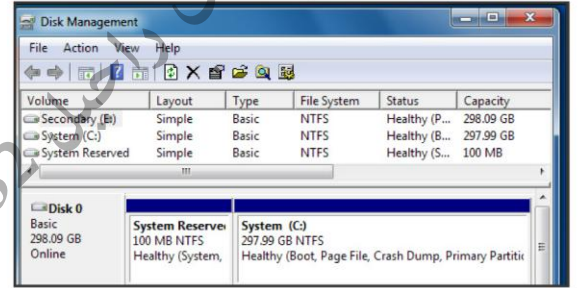 Disk Management
File Action View Help
Volume Layout Type File System Status Capacity
Secondary (E:) Simple Basic NTFS Healthy (P... 298.09 GB
System (C:) Simple Basic NTFS Healthy (B... 297.99 GB
System Reserved Simple Basic NTFS Healthy (S... 100 MB
Disk 0
Basic
298.09 GB
Online
System Reserve
100 MB NTFS
Healthy (System,
System (C:)
297.99 GB NTFS
Healthy (Boot, Page File, Crash Dump, Primary Partitic